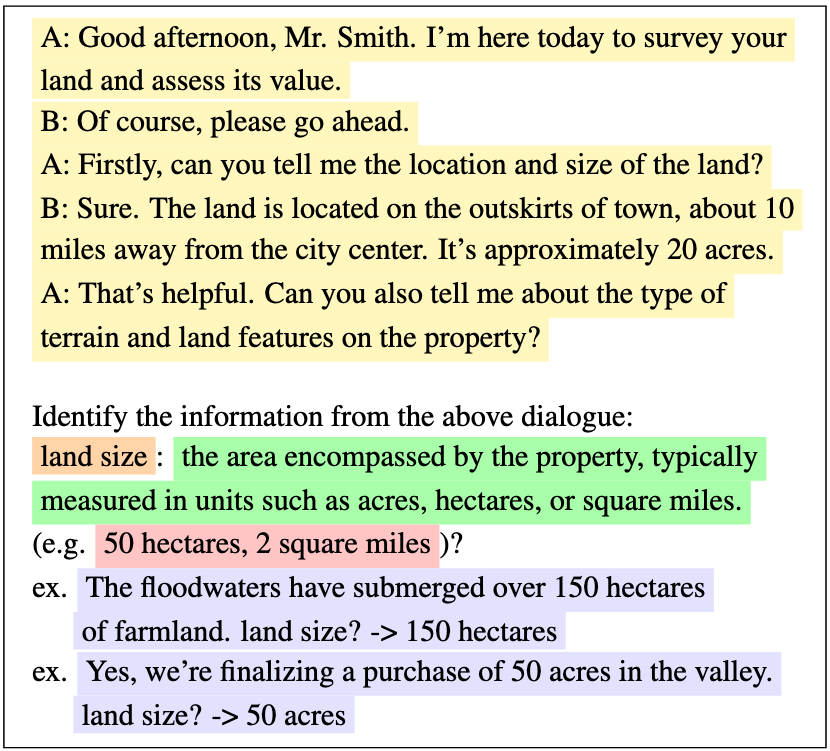 A: Good afternoon, Mr. Smith. I’m here today to survey your
land and assess its value.
B: Of course, please go ahead.
A: Firstly, can you tell me the location and size of the land?
B: Sure. The land is located on the outskirts of town, about 10
miles away from the city center. It’s approximately 20 acres.
A: That’s helpful. Can you also tell me about the type of
terrain and land features on the property?
Identify the information from the above dialogue:
land size : the area encompassed by the property, typically
measured in units such as acres, hectares, or square miles.
(e.g. 50 hectares, 2 square miles )?
ex. The floodwaters have submerged over 150 hectares
of farmland. land size? -> 150 hectares
ex. Yes, we’re finalizing a purchase of 50 acres in the valley.
land size? -> 50 acres